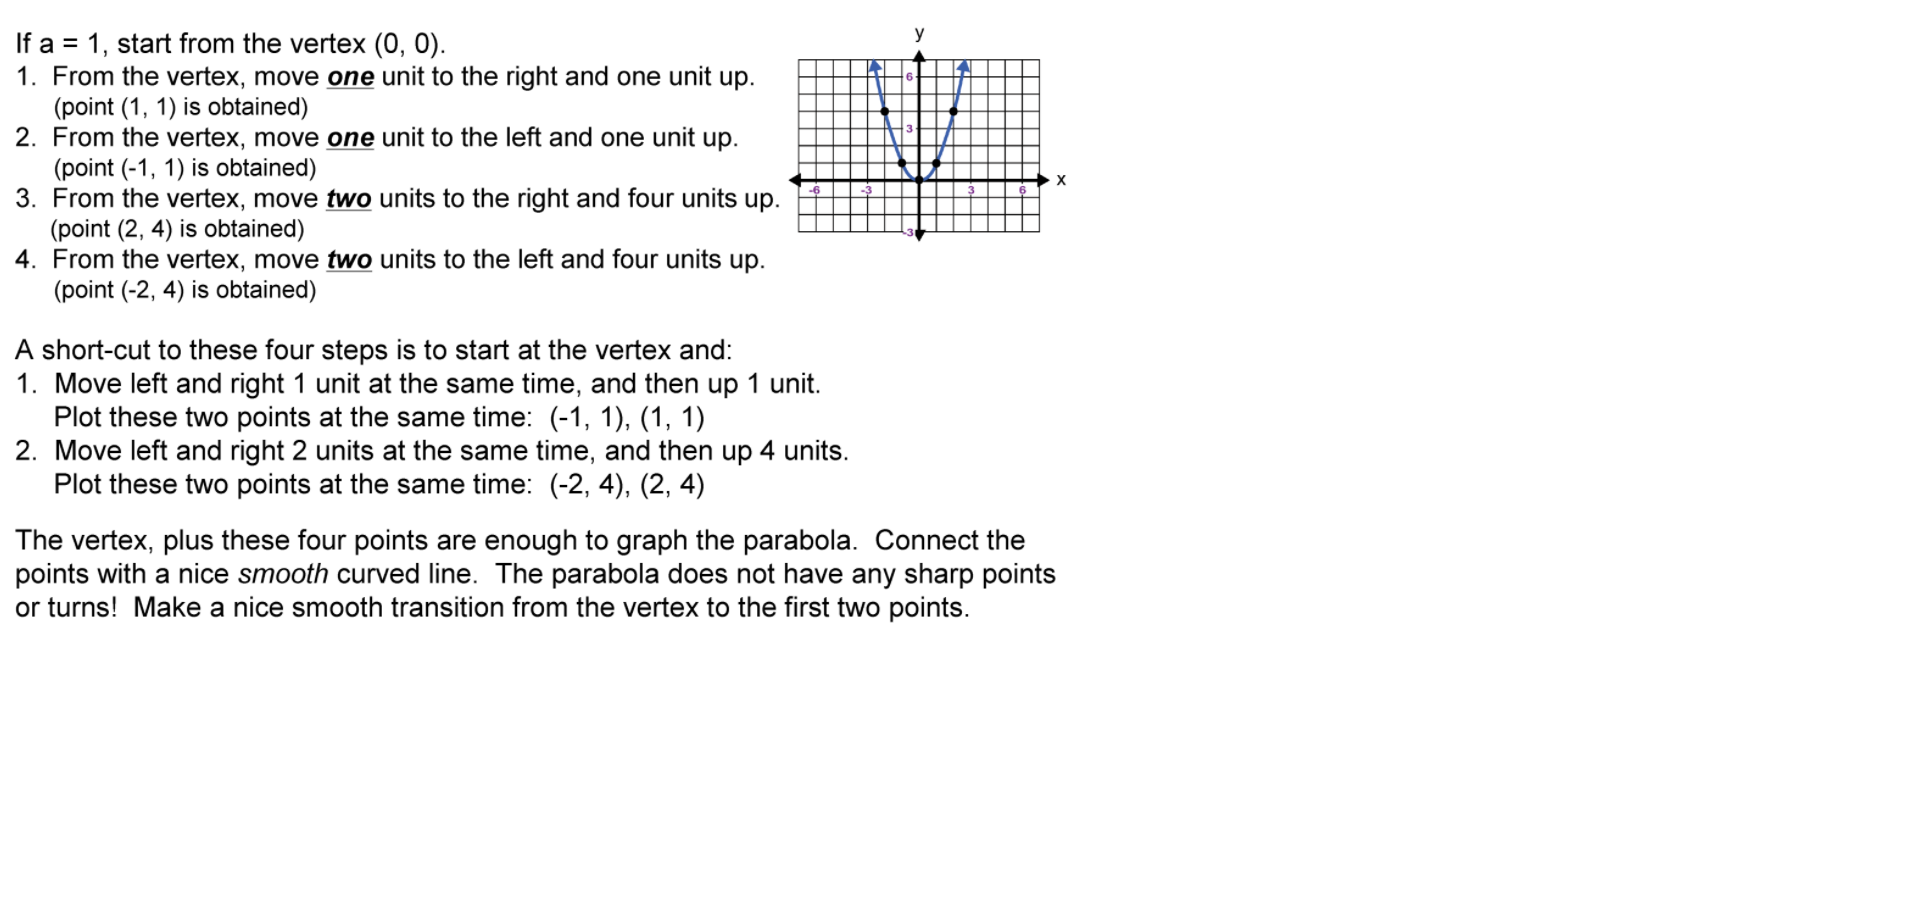 If a = 1, start from the vertex (0, 0).
1. From the vertex, move one unit to the right and one unit up.
(point (1, 1) is obtained)
2. From the vertex, move one unit to the left and one unit up.
(point (-1, 1) is obtained)
3. From the vertex, move two units to the right and four units up.
(point (2, 4) is obtained)
4. From the vertex, move two units to the left and four units up.
(point (-2, 4) is obtained)
y
6
3
-6 -3 3 6 x
-3
A short-cut to these four steps is to start at the vertex and:
1. Move left and right 1 unit at the same time, and then up 1 unit.
Plot these two points at the same time: (-1, 1), (1, 1)
2. Move left and right 2 units at the same time, and then up 4 units.
Plot these two points at the same time: (-2, 4), (2, 4)
The vertex, plus these four points are enough to graph the parabola. Connect the
points with a nice smooth curved line. The parabola does not have any sharp points
or turns! Make a nice smooth transition from the vertex to the first two points.